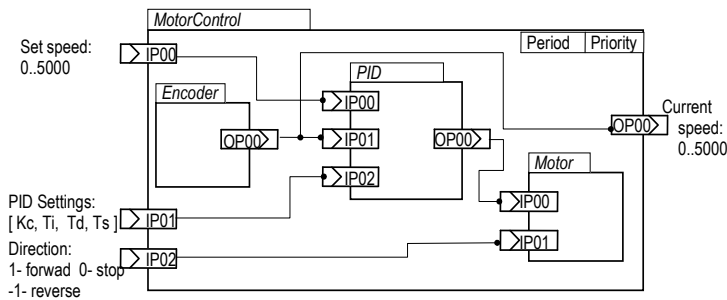 MotorControl
Period Priority
Set speed:
0..5000
IP00
PID
Encoder
IP00
OP00
IP01
OP00
IP02
OP00
Current
speed:
0..5000
Motor
IP00
IP01
PID Settings:
[ Kc, Ti, Td, Ts ]
IP01
Direction:
1- forwad 0- stop
-1- reverse
IP02